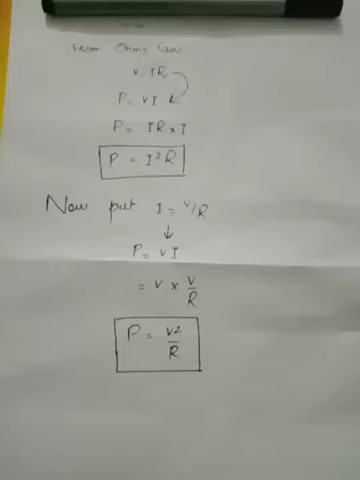 from Ohms law
V = IR
P = VI
P = IR × I
P = I²R
Now put I = V/R
↓
P = VI
= V × V/R
P = V²/R